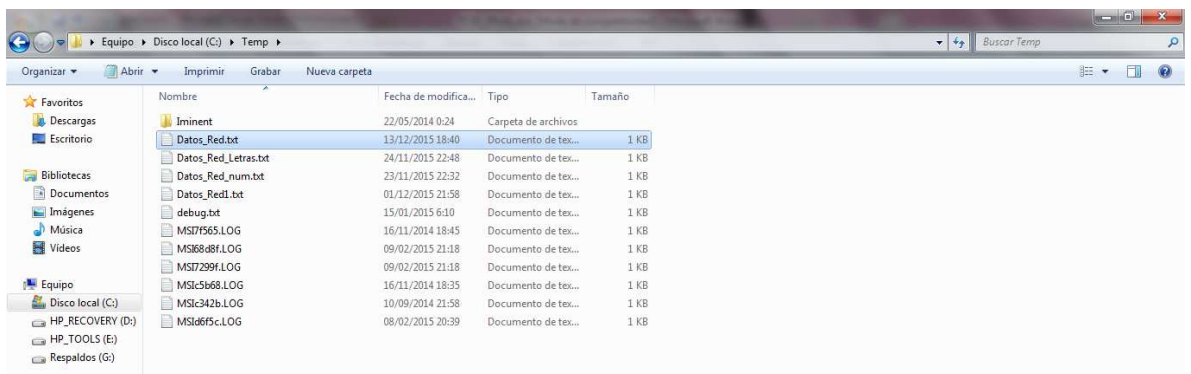 Equipo ▸ Disco local (C:) ▸ Temp ▸ Buscar Temp
Organizar Abrir Imprimir Grabar Nueva carpeta
Favoritos
Descargas
Escritorio
Bibliotecas
Documentos
Imágenes
Música
Vídeos
Equipo
Disco local (C:)
HP_RECOVERY (D:)
HP_TOOLS (E:)
Respaldos (G:)
Nombre Fecha de modifica... Tipo Tamaño
Iminent 22/05/2014 0:24 Carpeta de archivos
Datos_Red.txt 13/12/2015 18:40 Documento de tex... 1 KB
Datos_Red_Letras.txt 24/11/2015 22:48 Documento de tex... 1 KB
Datos_Red_num.txt 23/11/2015 22:32 Documento de tex... 1 KB
Datos_Red1.txt 01/12/2015 21:58 Documento de tex... 1 KB
debug.txt 15/01/2015 6:10 Documento de tex... 1 KB
MSI7f565.LOG 16/11/2014 18:45 Documento de tex... 1 KB
MSI68d8f.LOG 09/02/2015 21:18 Documento de tex... 1 KB
MSI7299f.LOG 09/02/2015 21:18 Documento de tex... 1 KB
MSIc5b68.LOG 16/11/2014 18:35 Documento de tex... 1 KB
MSIc342b.LOG 10/09/2014 21:58 Documento de tex... 1 KB
MSId6f5c.LOG 08/02/2015 20:39 Documento de tex... 1 KB